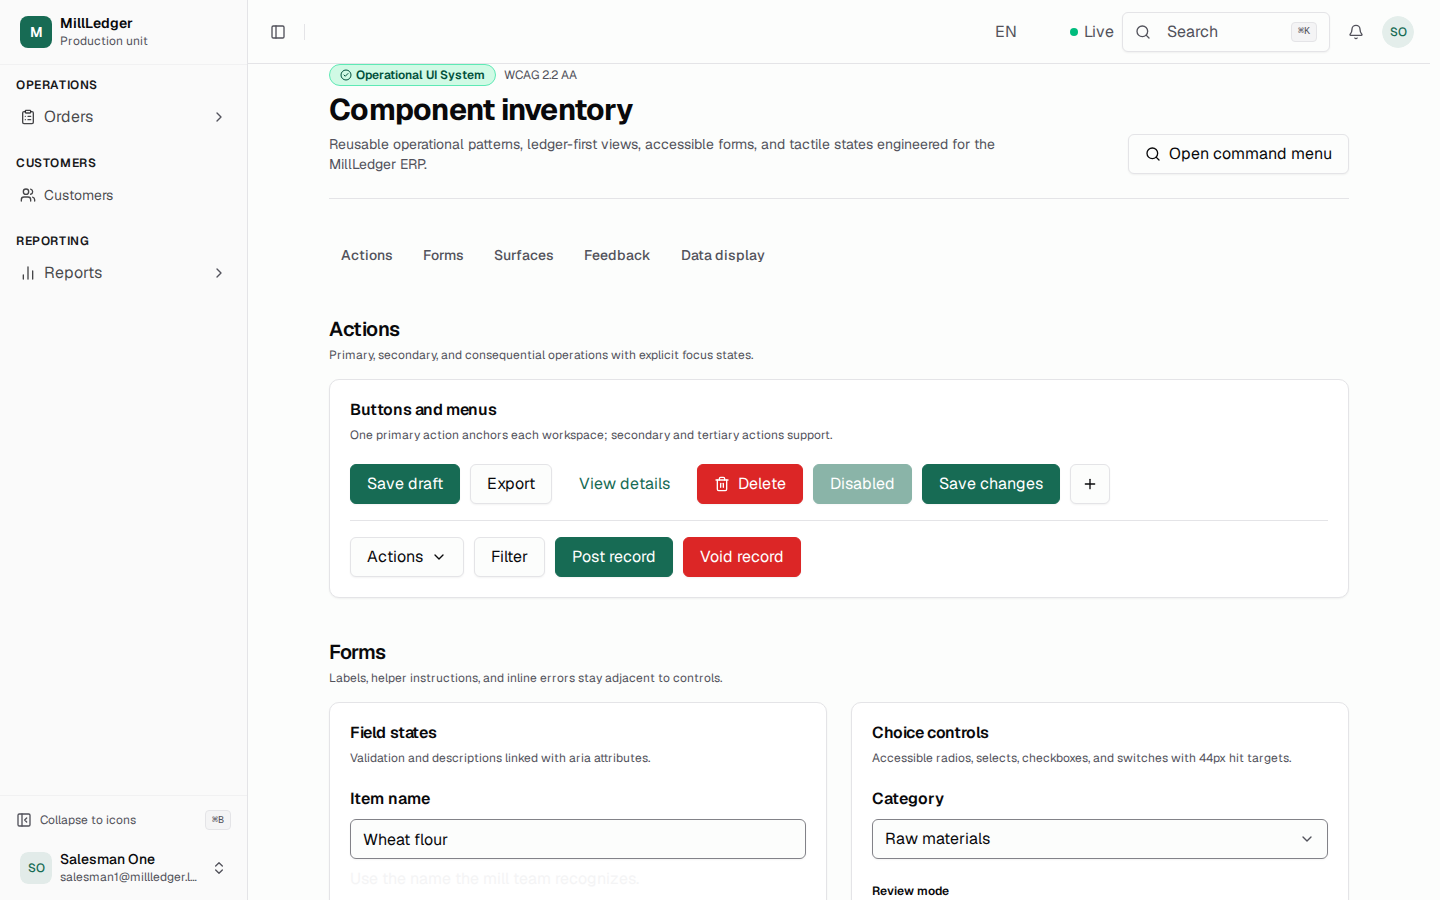 M
MillLedger
Production unit
OPERATIONS
Orders
CUSTOMERS
Customers
REPORTING
Reports
Collapse to icons
⌘B
SO
Salesman One
salesman1@millledger.l...
EN
Live
Search
⌘K
SO
Operational UI System
WCAG 2.2 AA
Component inventory
Reusable operational patterns, ledger-first views, accessible forms, and tactile states engineered for the
MillLedger ERP.
Open command menu
Actions Forms Surfaces Feedback Data display
Actions
Primary, secondary, and consequential operations with explicit focus states.
Buttons and menus
One primary action anchors each workspace; secondary and tertiary actions support.
Save draft Export View details Delete Disabled Save changes
Actions Filter Post record Void record
Forms
Labels, helper instructions, and inline errors stay adjacent to controls.
Field states
Validation and descriptions linked with aria attributes.
Item name
Wheat flour
Use the name the mill team recognizes.
Choice controls
Accessible radios, selects, checkboxes, and switches with 44px hit targets.
Category
Raw materials
Review mode